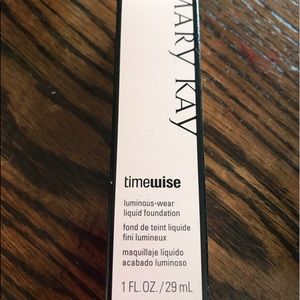 MARY KAY
timewise
luminous-wear
liquid foundation
fond de teint liquide
fini lumineux
maquillaje líquido
acabado luminoso
1 FL.OZ./29 mL